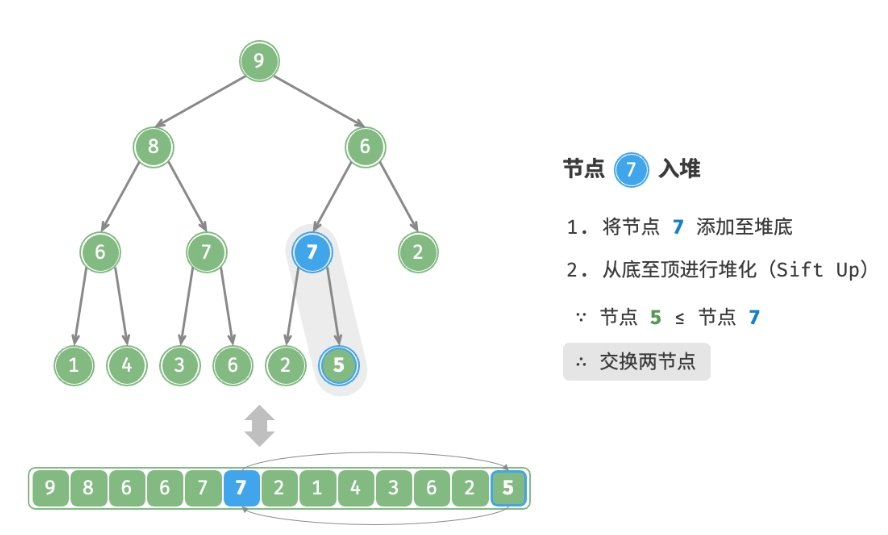 9
8 6
6 7 7 2
1 4 3 6 2 5
9 8 6 6 7 7 2 1 4 3 6 2 5
节点 7 入堆
1. 将节点 7 添加至堆底
2. 从底至顶进行堆化（Sift Up）
∵ 节点 5 ≤ 节点 7
∴ 交换两节点